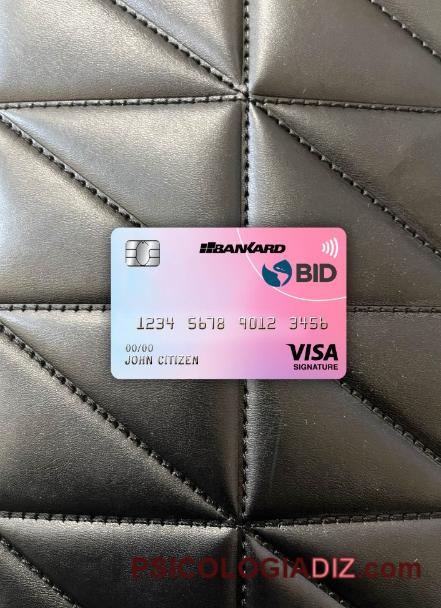 BANKARD
BID
1234 5678 9012 3456
00/00
JOHN CITIZEN
VISA
SIGNATURE
PSICOLOGIADIZ.com